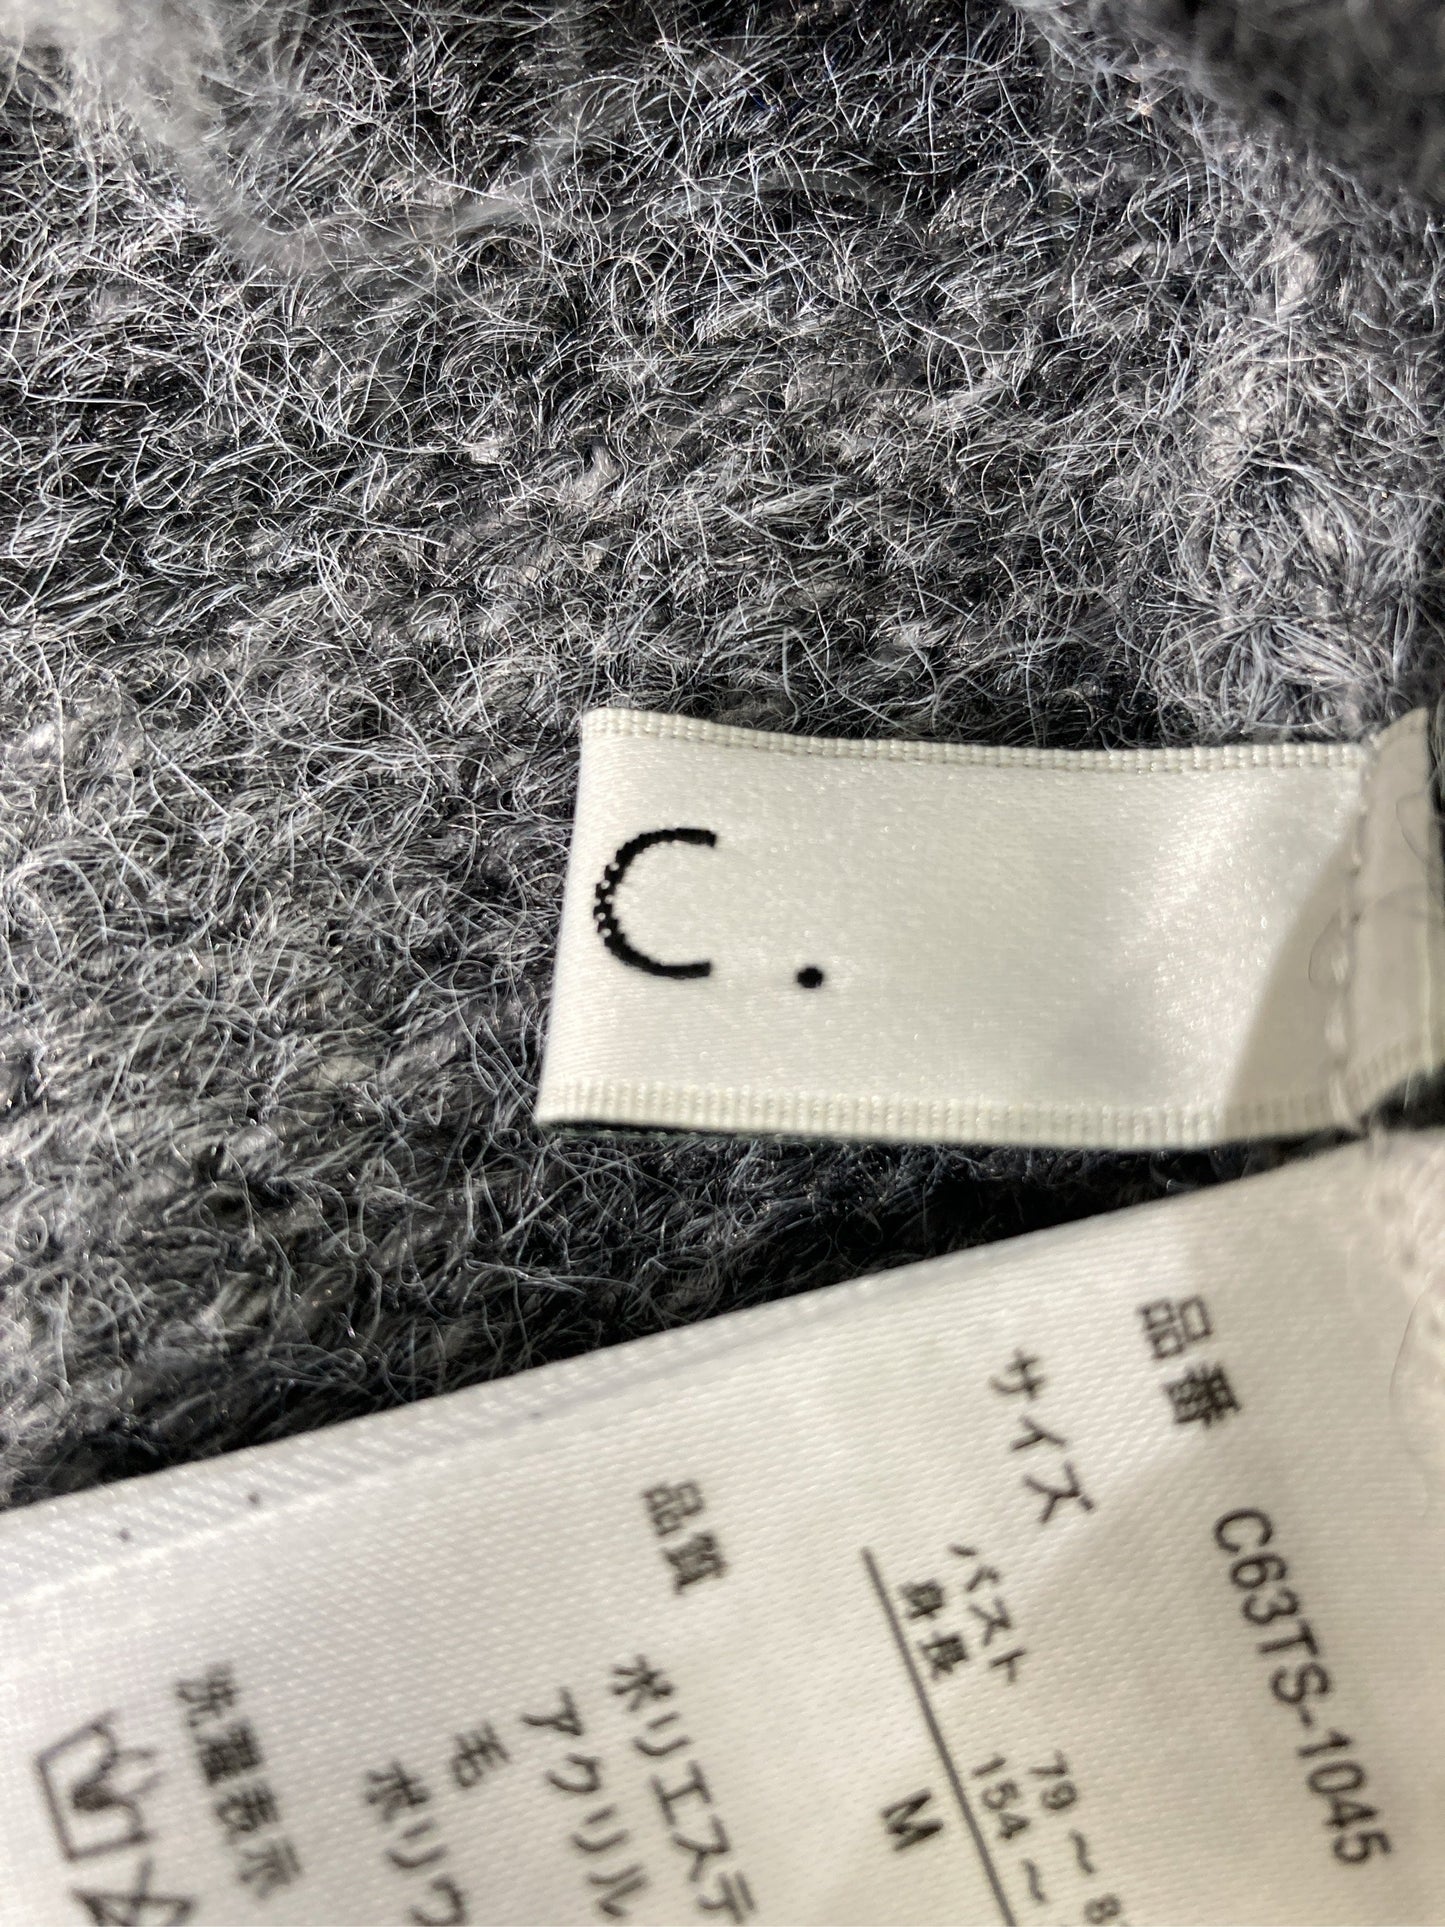 C.
品番 C63TS-1045
サイズ
バスト 79～8
身長 154～
M
品質 ポリエステ
アクリル
毛
ポリウ
洗濯表示